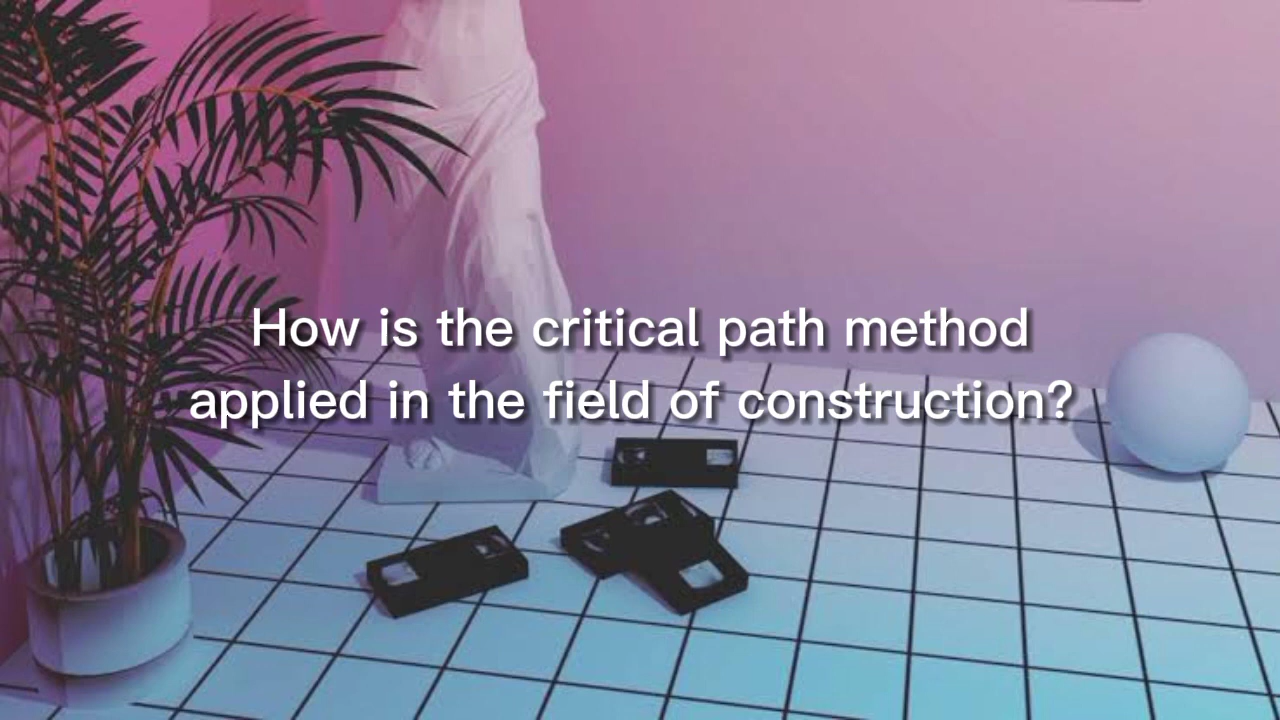 How is the critical path method
applied in the field of construction?